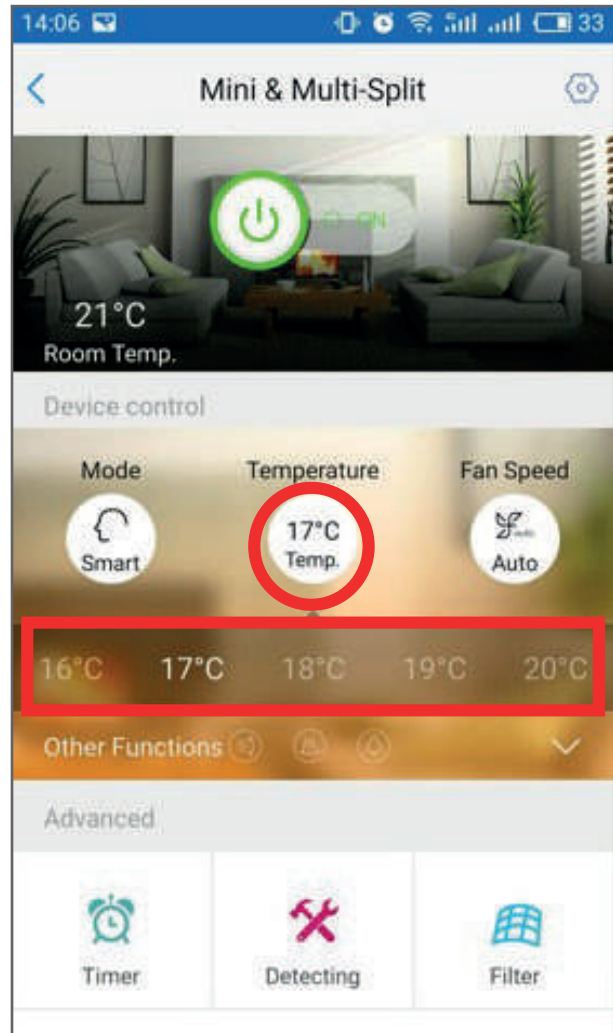 14:06 33
Mini & Multi-Split
ON
21°C
Room Temp.
Device control
Mode Temperature Fan Speed
Smart 17°C Temp. Auto
16°C 17°C 18°C 19°C 20°C
Other Functions
Advanced
Timer Detecting Filter